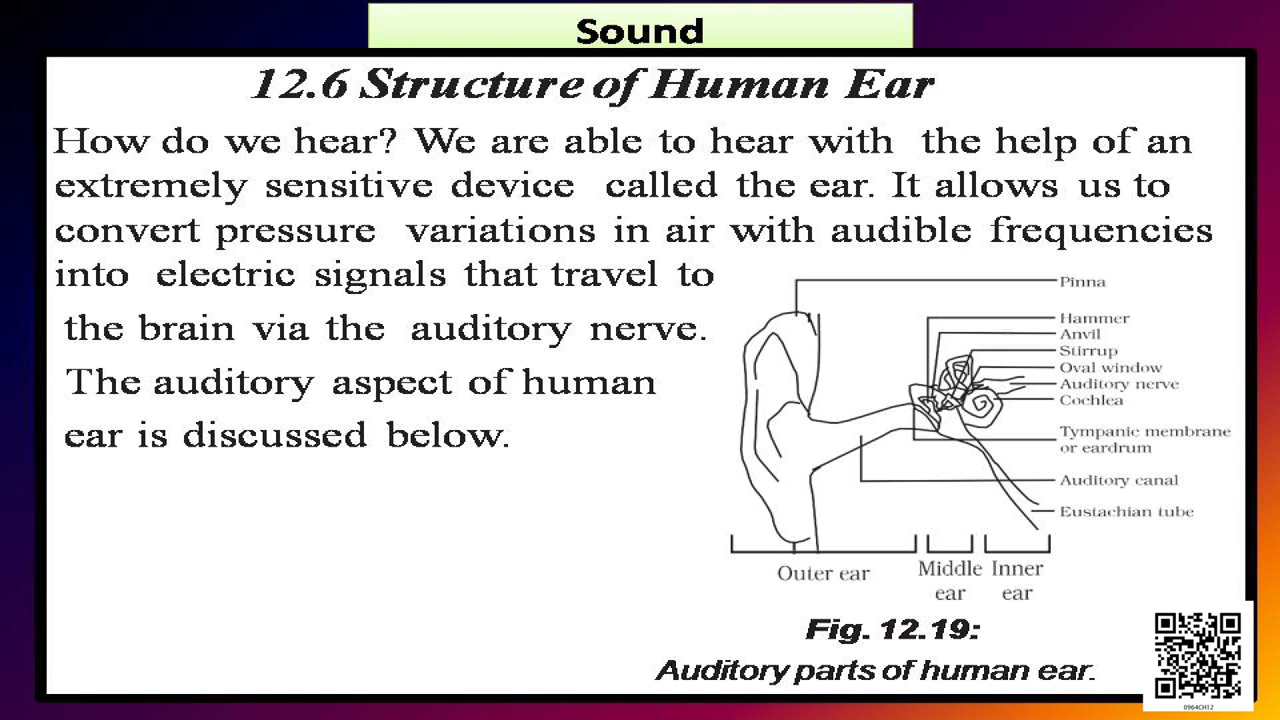 Sound
12.6 Structure of Human Ear
How do we hear? We are able to hear with the help of an
extremely sensitive device called the ear. It allows us to
convert pressure variations in air with audible frequencies
into electric signals that travel to
the brain via the auditory nerve.
The auditory aspect of human
ear is discussed below.
Pinna
Hammer
Anvil
Stirrup
Oval window
Auditory nerve
Cochlea
Tympanic membrane
or eardrum
Auditory canal
Eustachian tube
Outer ear
Middle
ear
Inner
ear
Fig. 12.19:
Auditory parts of human ear.
0964CH12